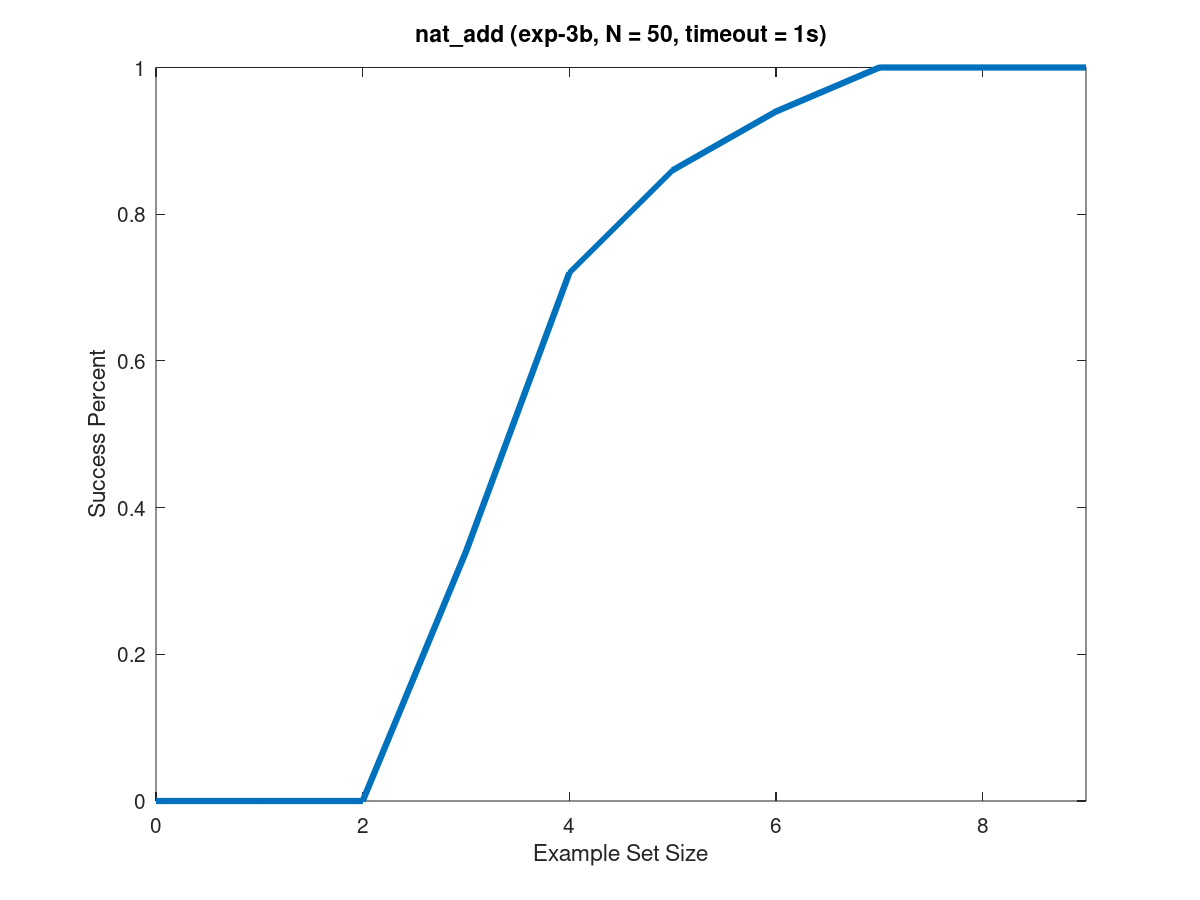 nat_add (exp-3b, N = 50, timeout = 1s)
1
0.8
0.6
0.4
0.2
0
Success Percent
0 2 4 6 8
Example Set Size